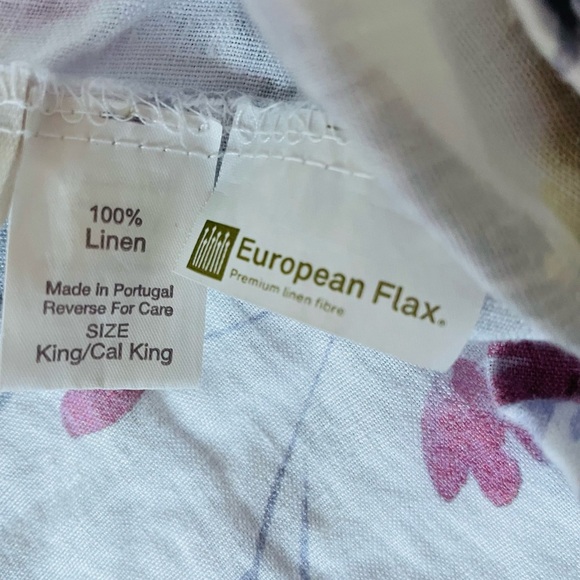 100%
Linen
Made in Portugal
Reverse For Care
SIZE
King/Cal King
European Flax®
Premium linen fibre